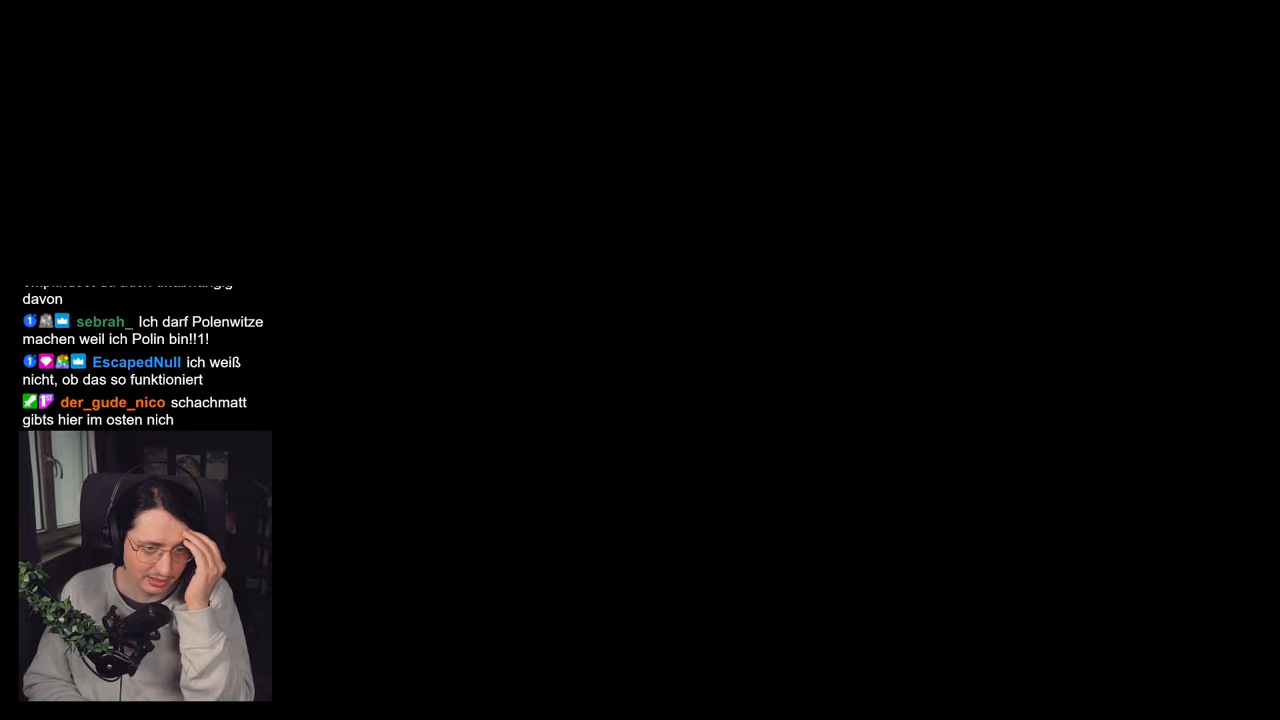 davon
sebrah_ Ich darf Polenwitze
machen weil ich Polin bin!!1!
EscapedNull ich weiß
nicht, ob das so funktioniert
der_gude_nico schachmatt
gibts hier im osten nich